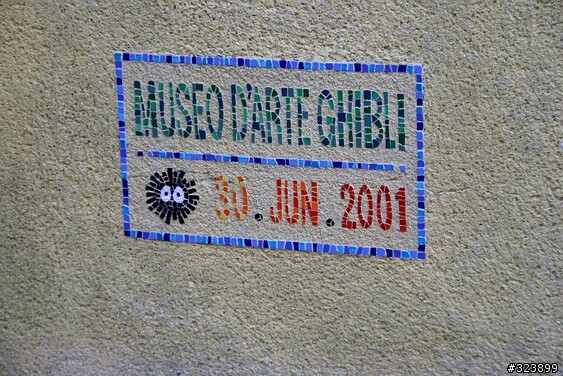 MUSEO D'ARTE GHIBLI
30.JUN.2001
#323899